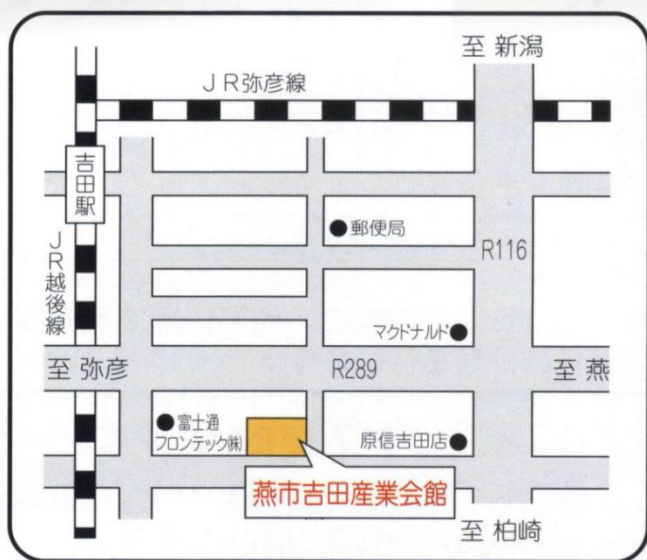 至 新潟
JR弥彦線
吉田駅
JR越後線
郵便局
R116
マクドナルド
至 弥彦
R289
至 燕
富士通
フロンテック㈱
原信吉田店
燕市吉田産業会館
至 柏崎